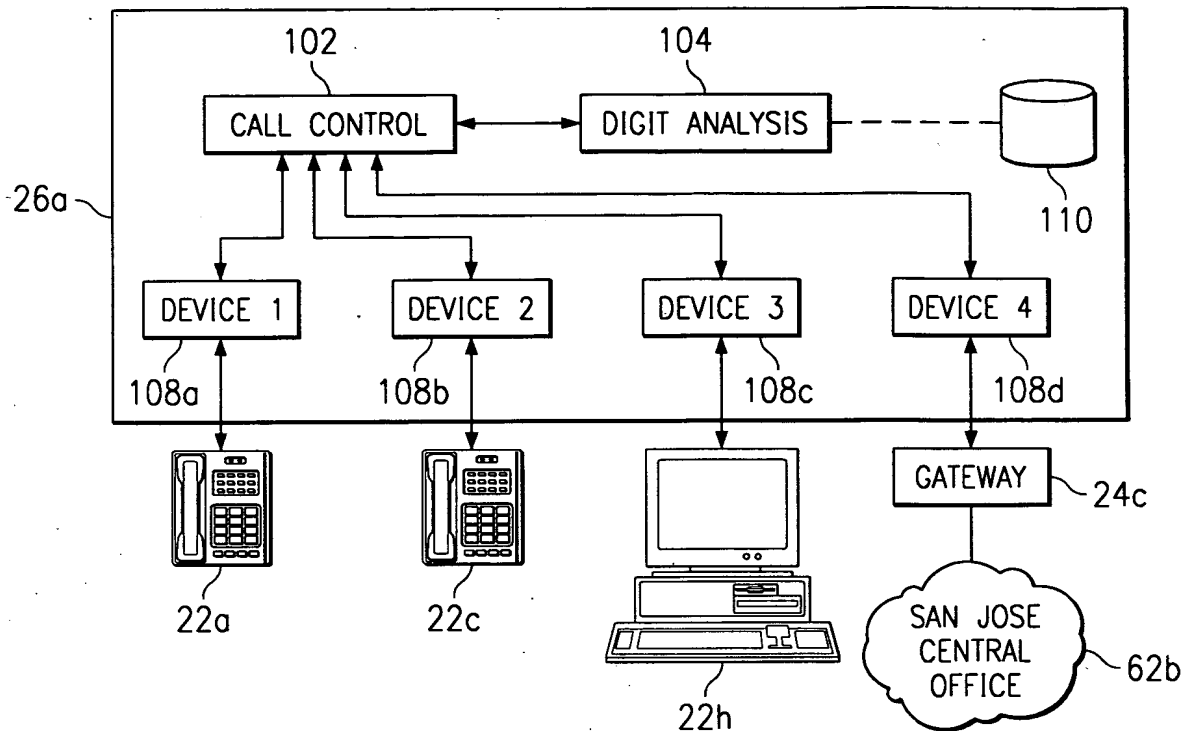 102
104
CALL CONTROL
DIGIT ANALYSIS
110
26a
DEVICE 1
DEVICE 2
DEVICE 3
DEVICE 4
108a
108b
108c
108d
GATEWAY
24c
22a
22c
22h
SAN JOSE
CENTRAL
OFFICE
62b